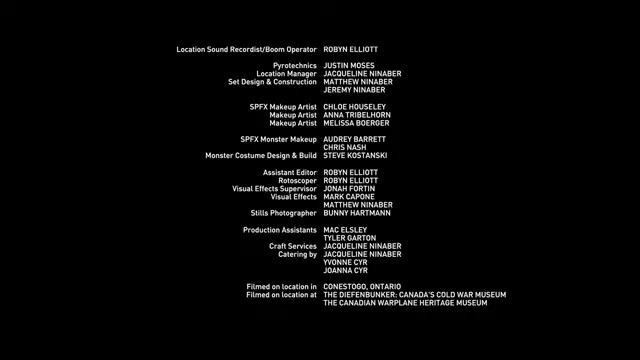 Location Sound Recordist/Boom Operator ROBYN ELLIOTT
Pyrotechnics JUSTIN MOSES
Location Manager JACQUELINE NINABER
Set Design & Construction MATTHEW NINABER
JEREMY NINABER
SPFX Makeup Artist CHLOE HOUSELEY
Makeup Artist ANNA TRIBELHORN
Makeup Artist MELISSA BOERGER
SPFX Monster Makeup AUDREY BARRETT
CHRIS NASH
Monster Costume Design & Build STEVE KOSTANSKI
Assistant Editor ROBYN ELLIOTT
Rotoscoper ROBYN ELLIOTT
Visual Effects Supervisor JONAH FORTIN
Visual Effects MARK CAPONE
MATTHEW NINABER
Stills Photographer BUNNY HARTMANN
Production Assistants MAC ELSLEY
TYLER GARTON
Craft Services JACQUELINE NINABER
Catering by JACQUELINE NINABER
YVONNE CYR
JOANNA CYR
Filmed on location in CONESTOGO, ONTARIO
Filmed on location at THE DIEFENBUNKER: CANADA'S COLD WAR MUSEUM
THE CANADIAN WARPLANE HERITAGE MUSEUM